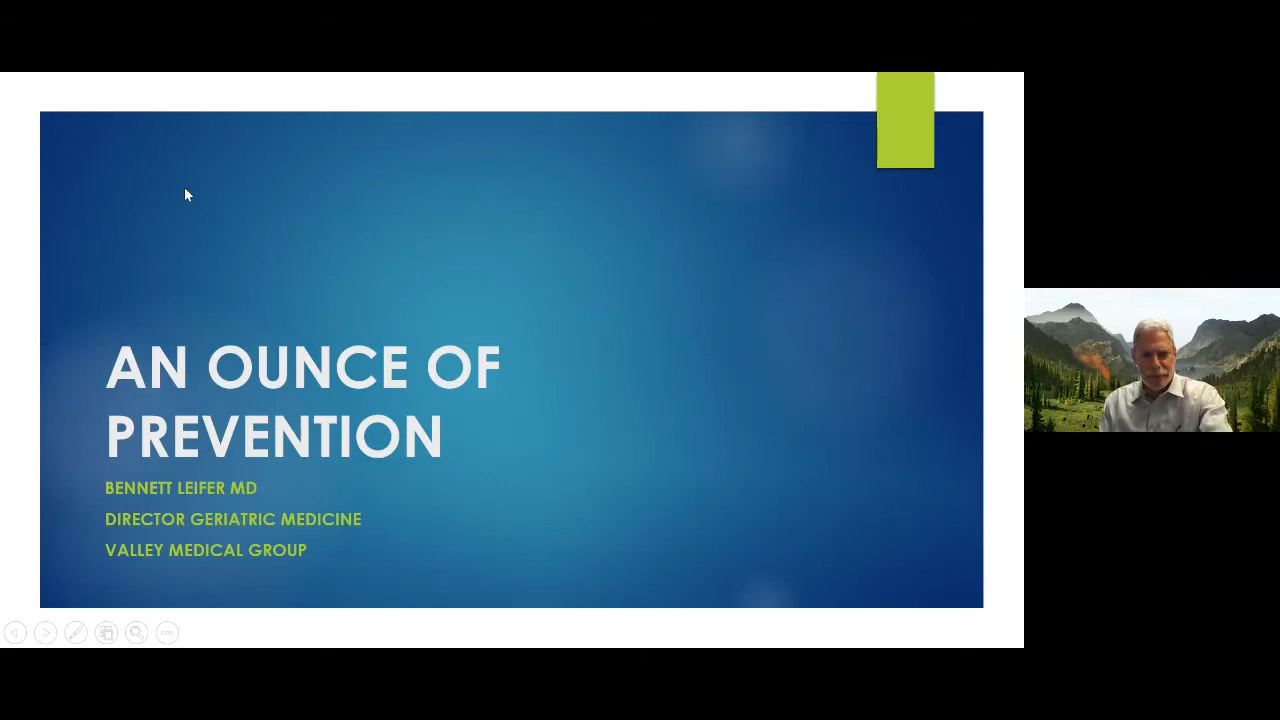 AN OUNCE OF
PREVENTION
BENNETT LEIFER MD
DIRECTOR GERIATRIC MEDICINE
VALLEY MEDICAL GROUP